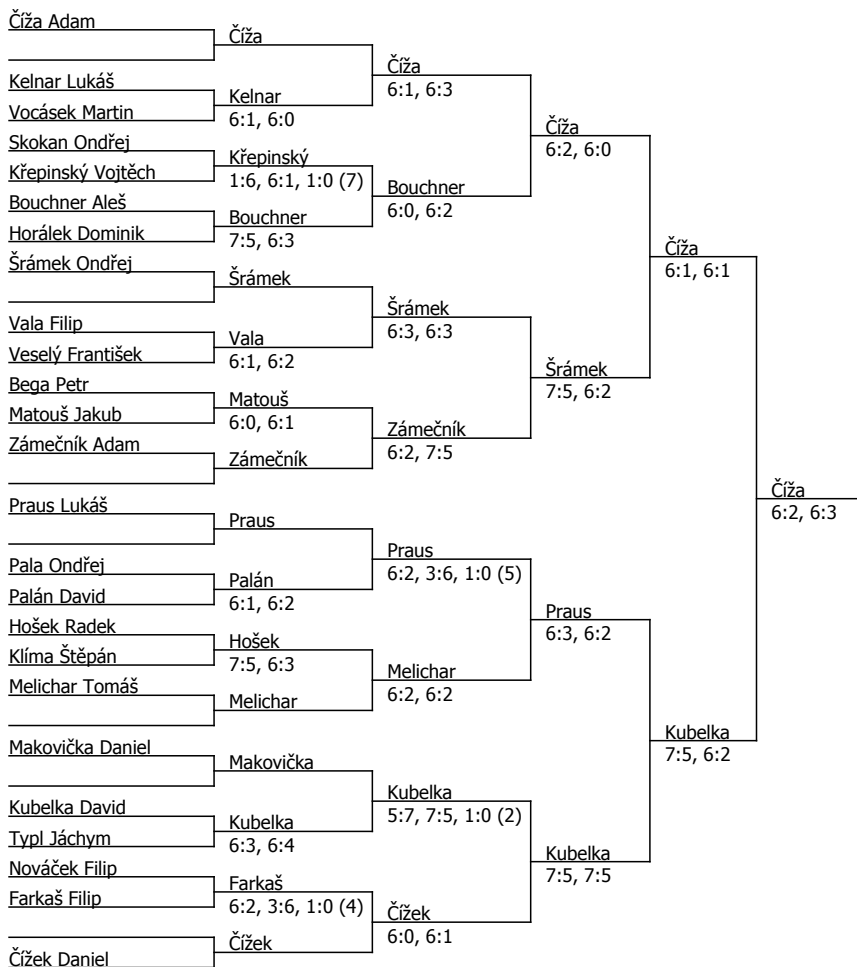 Číža Adam
Číža
Číža
6:1, 6:3
Kelnar Lukáš
Kelnar
6:1, 6:0
Vocásek Martin
Číža
6:2, 6:0
Skokan Ondřej
Křepinský
1:6, 6:1, 1:0 (7)
Křepinský Vojtěch
Bouchner
6:0, 6:2
Bouchner Aleš
Bouchner
7:5, 6:3
Horálek Dominik
Číža
6:1, 6:1
Šrámek Ondřej
Šrámek
Šrámek
6:3, 6:3
Vala Filip
Vala
6:1, 6:2
Veselý František
Šrámek
7:5, 6:2
Bega Petr
Matouš
6:0, 6:1
Matouš Jakub
Zámečník
6:2, 7:5
Zámečník Adam
Zámečník
Číža
6:2, 6:3
Praus Lukáš
Praus
Praus
6:2, 3:6, 1:0 (5)
Pala Ondřej
Palán
6:1, 6:2
Palán David
Praus
6:3, 6:2
Hošek Radek
Hošek
7:5, 6:3
Klíma Štěpán
Melichar
6:2, 6:2
Melichar Tomáš
Melichar
Kubelka
7:5, 6:2
Makovička Daniel
Makovička
Kubelka
5:7, 7:5, 1:0 (2)
Kubelka David
Kubelka
6:3, 6:4
Typl Jáchym
Kubelka
7:5, 7:5
Nováček Filip
Farkaš
6:2, 3:6, 1:0 (4)
Farkaš Filip
Čížek
6:0, 6:1
Čížek
Čížek Daniel